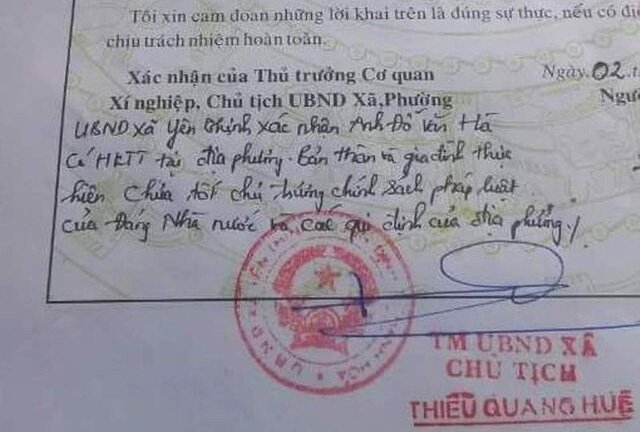 Tôi xin cam đoan những lời khai trên là đúng sự thực, nếu có điề
chịu trách nhiệm hoàn toàn.
Xác nhận của Thủ trưởng Cơ quan
Ngày 02 t
Xí nghiệp, Chủ tịch UBND Xã,Phường
Ngườ
UBND xã Yên Thịnh xác nhận Anh Đỗ Văn Hà
Có HKTT tại địa phương. Bản thân và gia đình thực
hiện chưa tốt chủ trương chính sách pháp luật
của Đảng Nhà nước và các qui định của địa phương./.
TM UBND XÃ
CHỦ TỊCH
THIỀU QUANG HUẾ